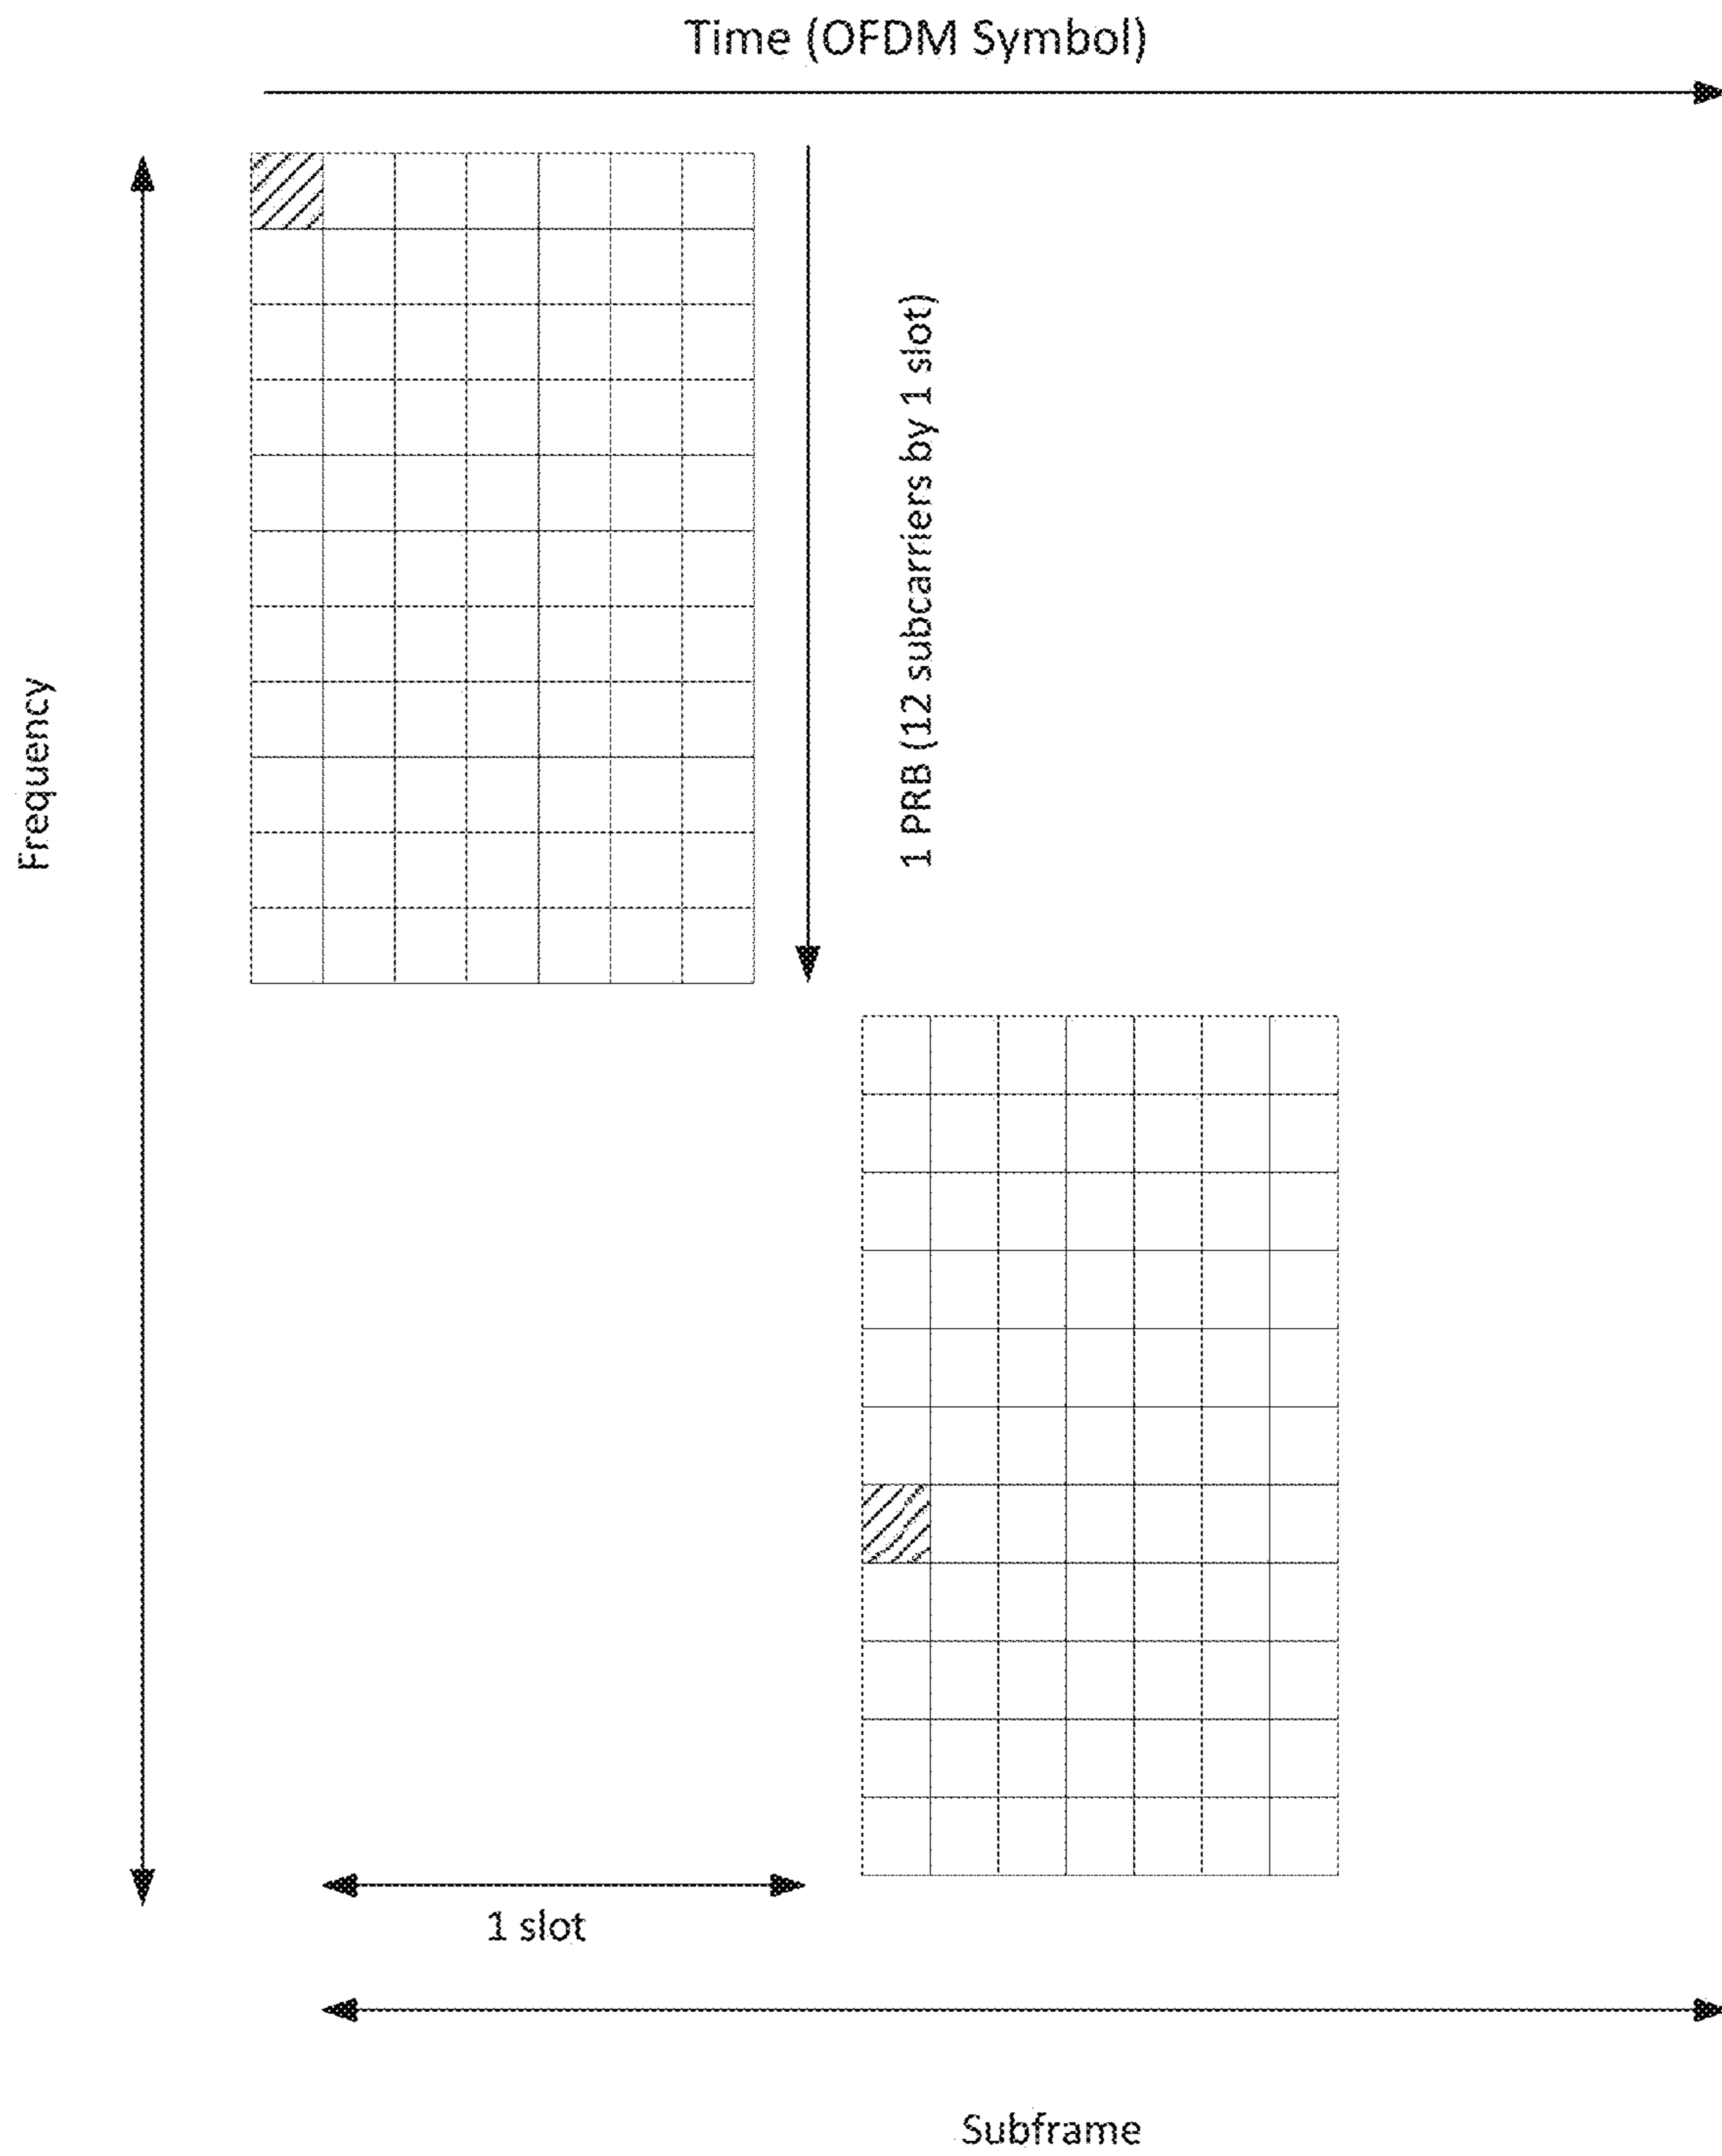 Time (OFDM Symbol)
Frequency
1 PRB (12 subcarriers by 1 slot)
1 slot
Subframe